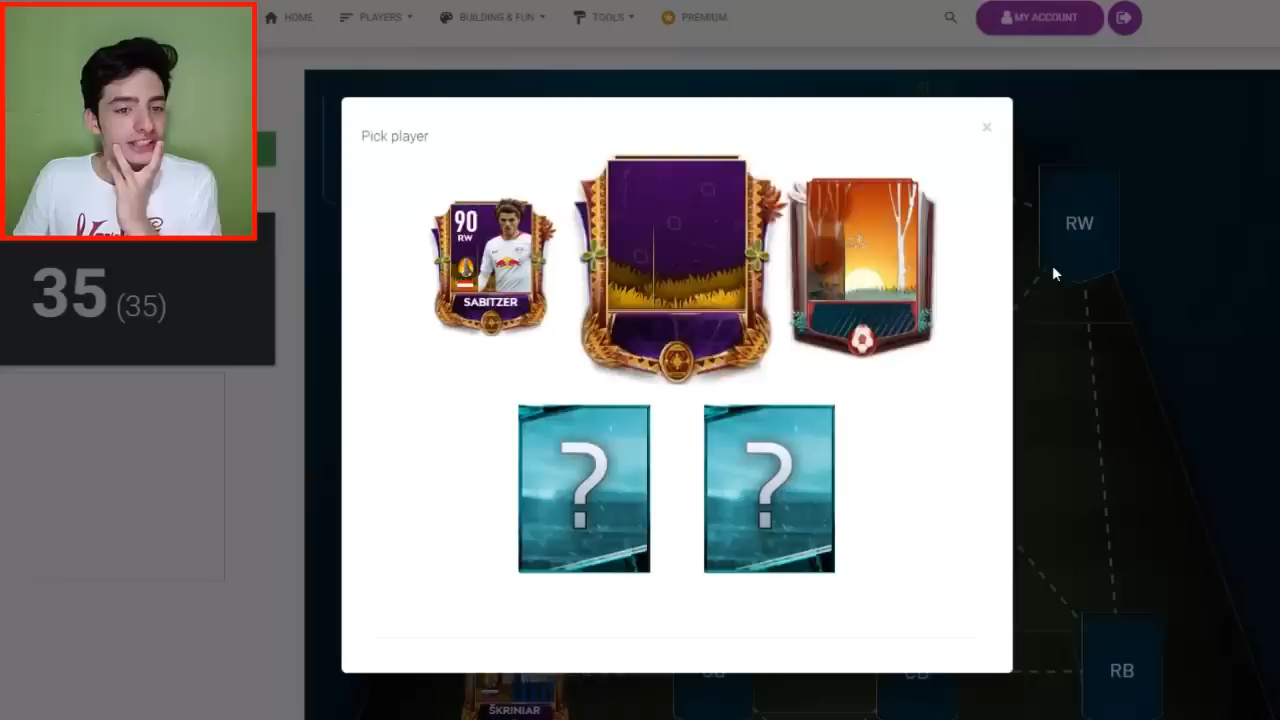 HOME
PLAYERS
BUILDING & FUN
TOOLS
PREMIUM
MY ACCOUNT
Pick player
35 (35)
90
RW
SABITZER
RW
?
?
RB
ŠKRINIAR